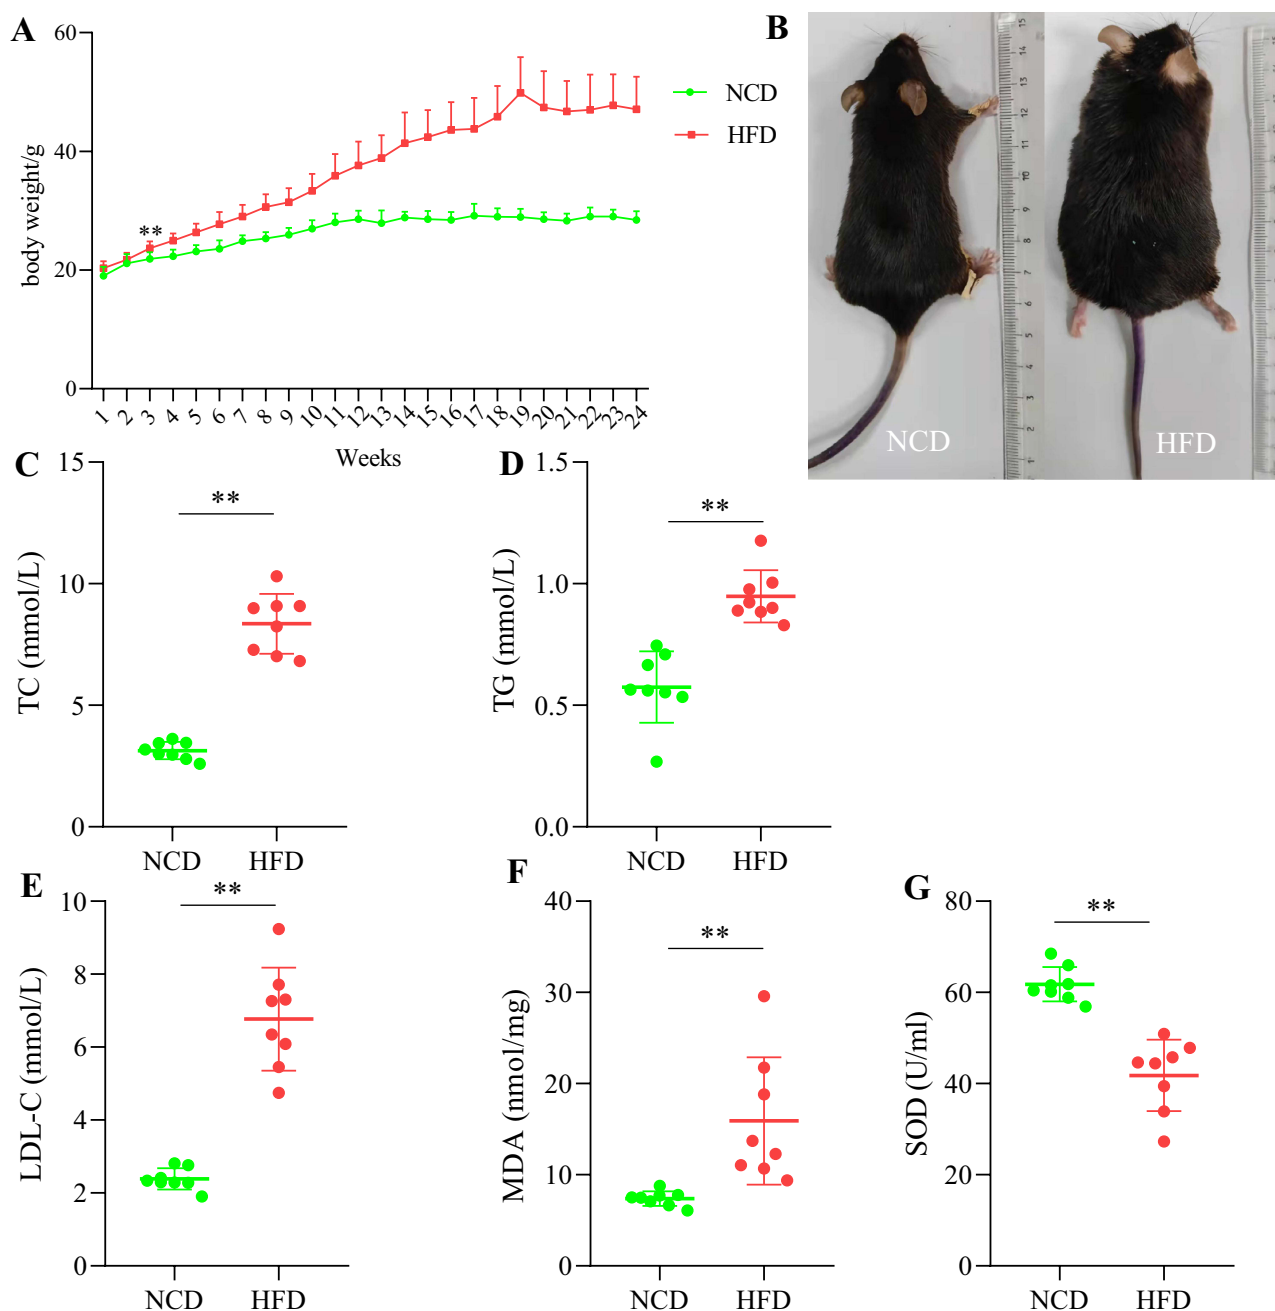 A
60
40
20
0
body weight/g
**
1 2 3 4 5 6 7 8 9 10 11 12 13 14 15 16 17 18 19 20 21 22 23 24
Weeks
NCD
HFD
B
NCD
HFD
C
15
10
5
0
TC (mmol/L)
**
NCD HFD
D
1.5
1.0
0.5
0.0
TG (mmol/L)
**
NCD HFD
E
10
8
6
4
2
0
LDL-C (mmol/L)
**
NCD HFD
F
40
30
20
10
0
MDA (nmol/mg)
**
NCD HFD
G
80
60
40
20
0
SOD (U/ml)
**
NCD HFD